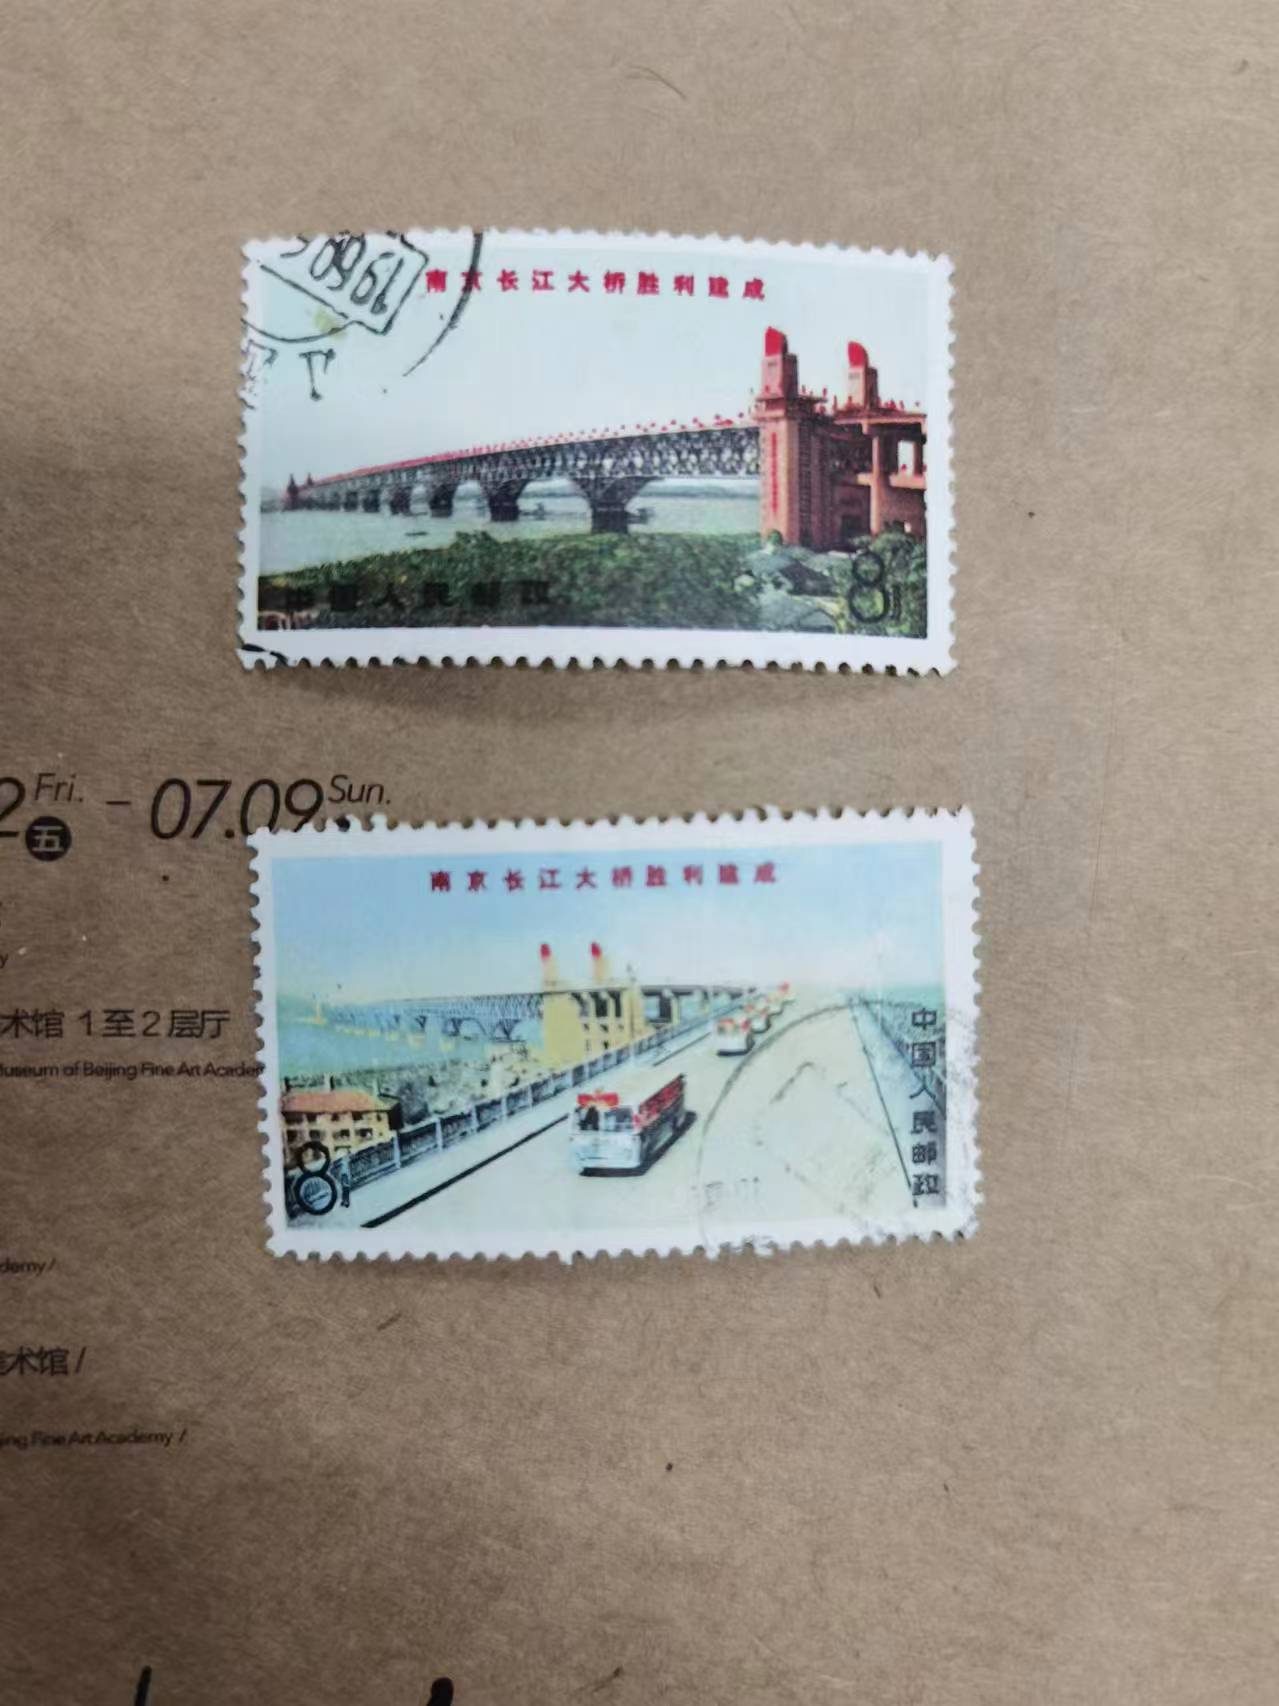 南京长江大桥胜利建成
中国人民邮政
8分
2 Fri. 五 - 07.09 Sun.
南京长江大桥胜利建成
中国人民邮政
8分
术馆 1至2层厅
Museum of Beijing Fine Art Academ
demy /
术馆 /
jing Fine Art Academy /